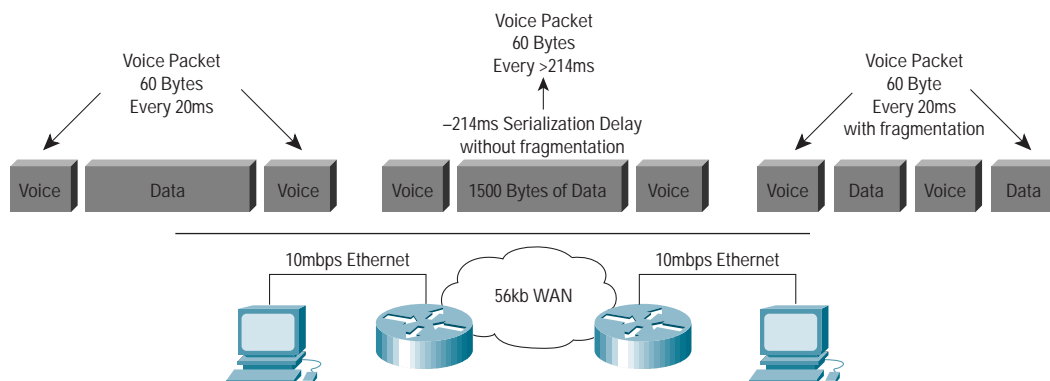 Voice Packet
60 Bytes
Every 20ms
Voice Packet
60 Bytes
Every >214ms
~214ms Serialization Delay
without fragmentation
Voice Packet
60 Byte
Every 20ms
with fragmentation
Voice
Data
Voice
Voice
1500 Bytes of Data
Voice
Voice
Data
Voice
Data
10mbps Ethernet
56kb WAN
10mbps Ethernet